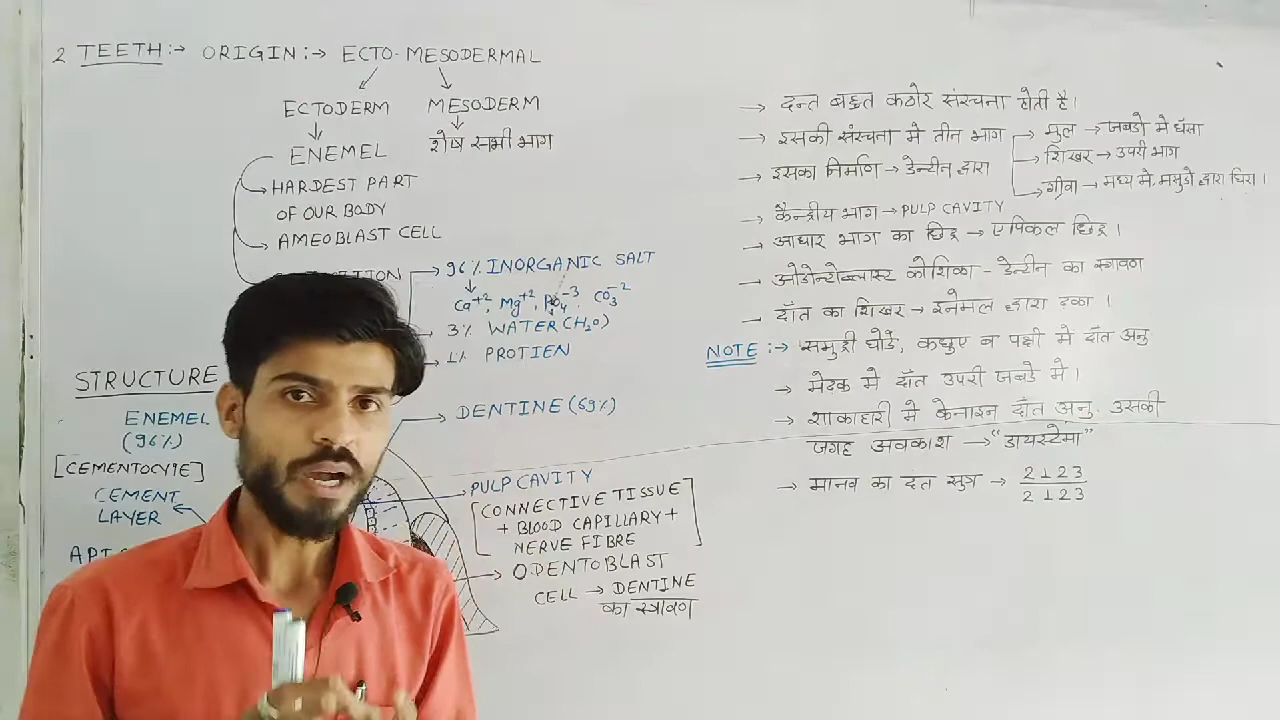 2 TEETH:→ ORIGIN:→ ECTO-MESODERMAL
ECTODERM MESODERM
ENEMEL शेष सभी भाग
HARDEST PART
OF OUR BODY
AMEOBLAST CELL
96% INORGANIC SALT
Ca⁺², Mg⁺², PO₄⁻³ CO₃⁻²
3% WATER (H₂O)
1% PROTIEN
STRUCTURE
ENEMEL
(96%)
[CEMENTOCYTE]
CEMENT
LAYER
DENTINE (69%)
PULP CAVITY
[CONNECTIVE TISSUE
+ BLOOD CAPILLARY +
NERVE FIBRE]
ODENTOBLAST
CELL → DENTINE
का स्त्रावण
→ दन्त बहुत कठोर संरचना होती है।
→ इसकी संरचना मे तीन भाग
→ मुल → जबडो मे धँसा
→ शिखर → उपरी भाग
→ ग्रीवा → मध्य मे, मसुडो द्वारा घिरा।
→ इसका निर्माण → डेन्टीन द्वारा
→ केन्द्रीय भाग → PULP CAVITY
→ आधार भाग का छिद्र → एपिकल छिद्र।
→ ओडोन्टोब्लास्ट कोशिका - डेन्टीन का स्त्रावण
→ दाँत का शिखर → इनेमल द्वारा ढका।
NOTE:→ समुद्री घोडे, कछुए व पक्षी मे दाँत अनु
→ मेढक मे दाँत उपरी जबडे मे।
→ शाकाहारी मे केनाइन दाँत अनु. उसकी
जगह अवकाश → "डायस्टेमा"
→ मानव का दंत सुत्र → 2 1 2 3
2 1 2 3